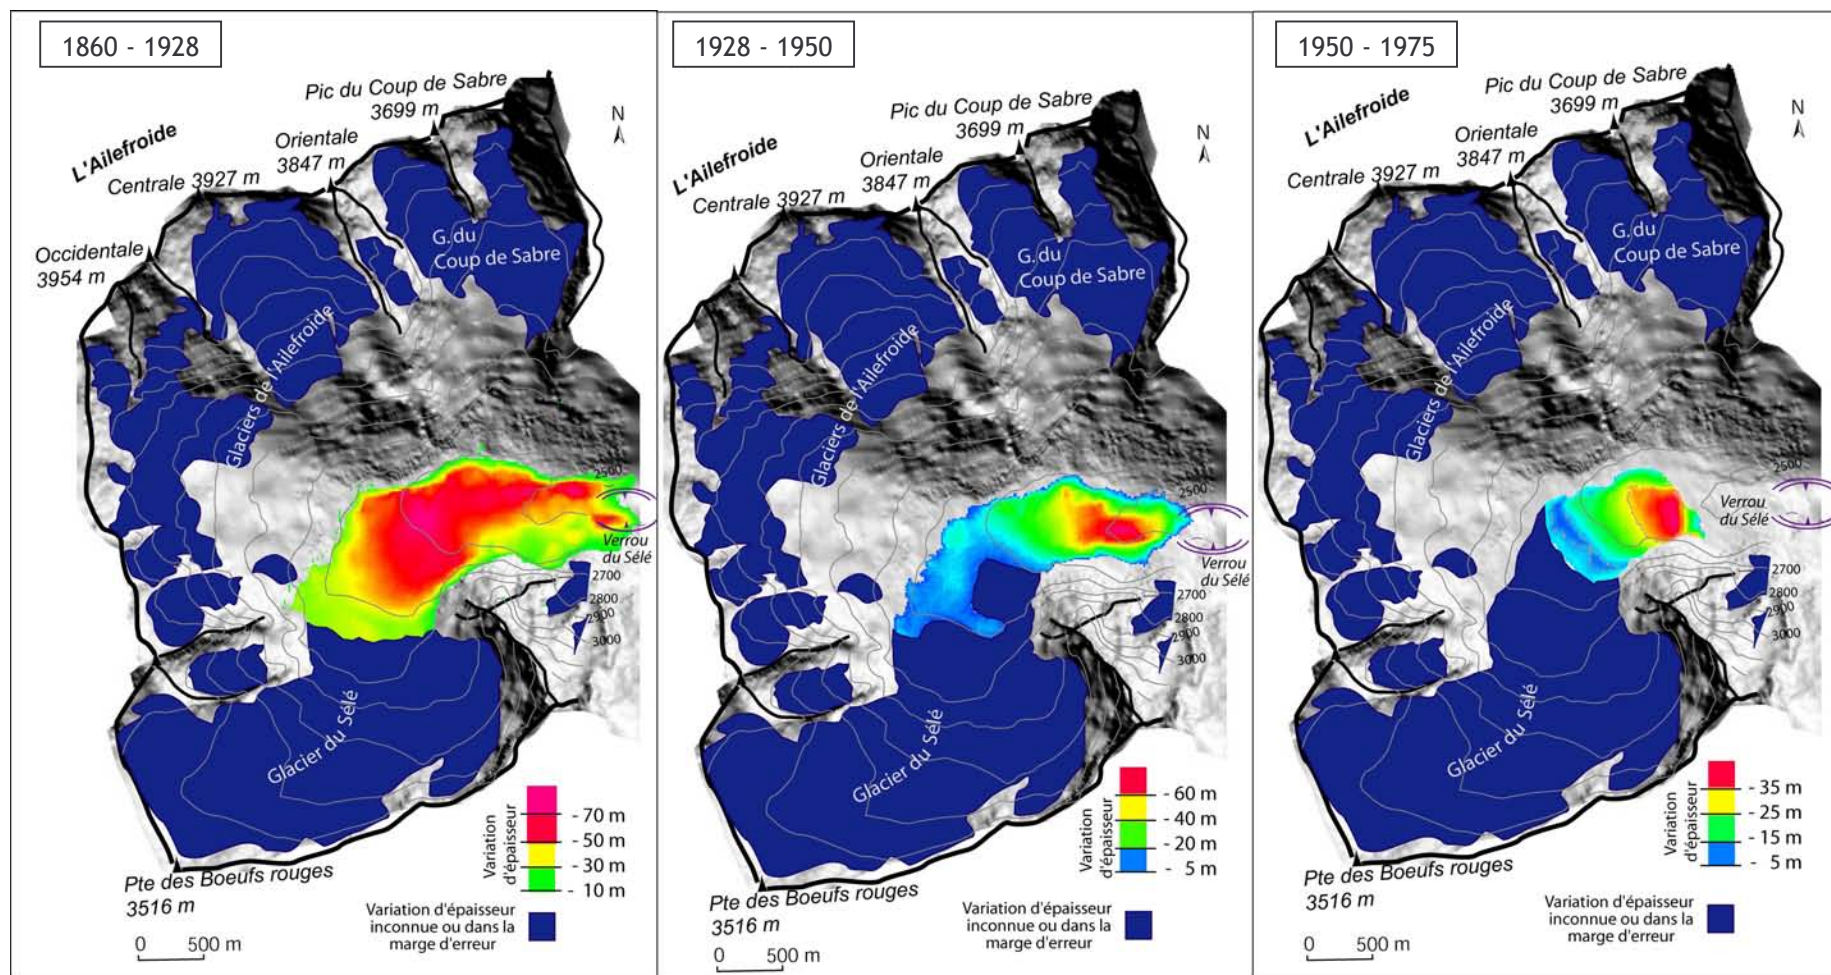 1860 - 1928
Pic du Coup de Sabre
3699 m
N
L'Ailefroide
Orientale
3847 m
Centrale 3927 m
Occidentale
3954 m
G. du
Coup de Sabre
Glaciers de l'Ailefroide
2500
Verrou
du Sélé
2700
2800
2900
3000
Glacier du Sélé
Pte des Boeufs rouges
3516 m
Variation
d'épaisseur
- 70 m
- 50 m
- 30 m
- 10 m
Variation d'épaisseur
inconnue ou dans la
marge d'erreur
0 500 m
1928 - 1950
Pic du Coup de Sabre
3699 m
N
L'Ailefroide
Orientale
3847 m
Centrale 3927 m
G. du
Coup de Sabre
Glaciers de l'Ailefroide
2500
Verrou
du Sélé
2700
2800
2900
3000
Glacier du Sélé
Pte des Boeufs rouges
3516 m
Variation
d'épaisseur
- 60 m
- 40 m
- 20 m
- 5 m
Variation d'épaisseur
inconnue ou dans la
marge d'erreur
0 500 m
1950 - 1975
Pic du Coup de Sabre
3699 m
N
L'Ailefroide
Orientale
3847 m
Centrale 3927 m
G. du
Coup de Sabre
Glaciers de l'Ailefroide
2500
Verrou
du Sélé
2700
2800
2900
3000
Glacier du Sélé
Pte des Boeufs rouges
3516 m
Variation
d'épaisseur
- 35 m
- 25 m
- 15 m
- 5 m
Variation d'épaisseur
inconnue ou dans la
marge d'erreur
0 500 m